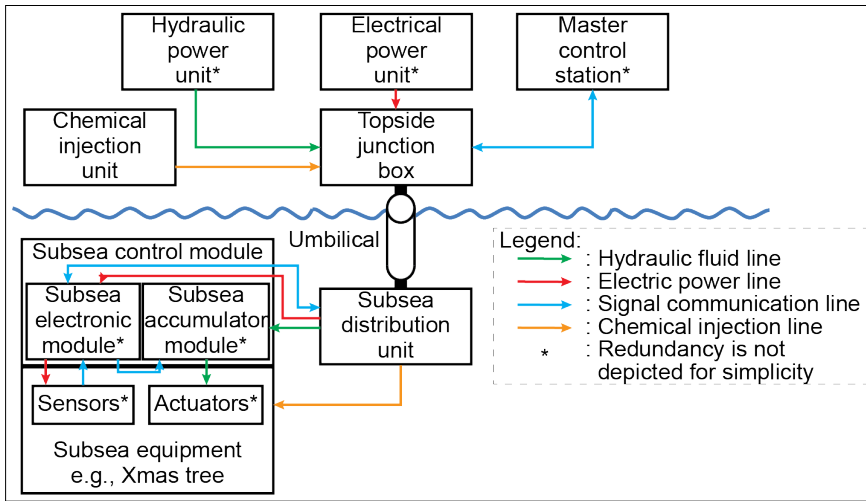 Hydraulic
power
unit*
Electrical
power
unit*
Master
control
station*
Chemical
injection
unit
Topside
junction
box
Umbilical
Subsea control module
Subsea
electronic
module*
Subsea
accumulator
module*
Subsea
distribution
unit
Sensors*
Actuators*
Subsea equipment
e.g., Xmas tree
Legend:
: Hydraulic fluid line
: Electric power line
: Signal communication line
: Chemical injection line
* : Redundancy is not
depicted for simplicity